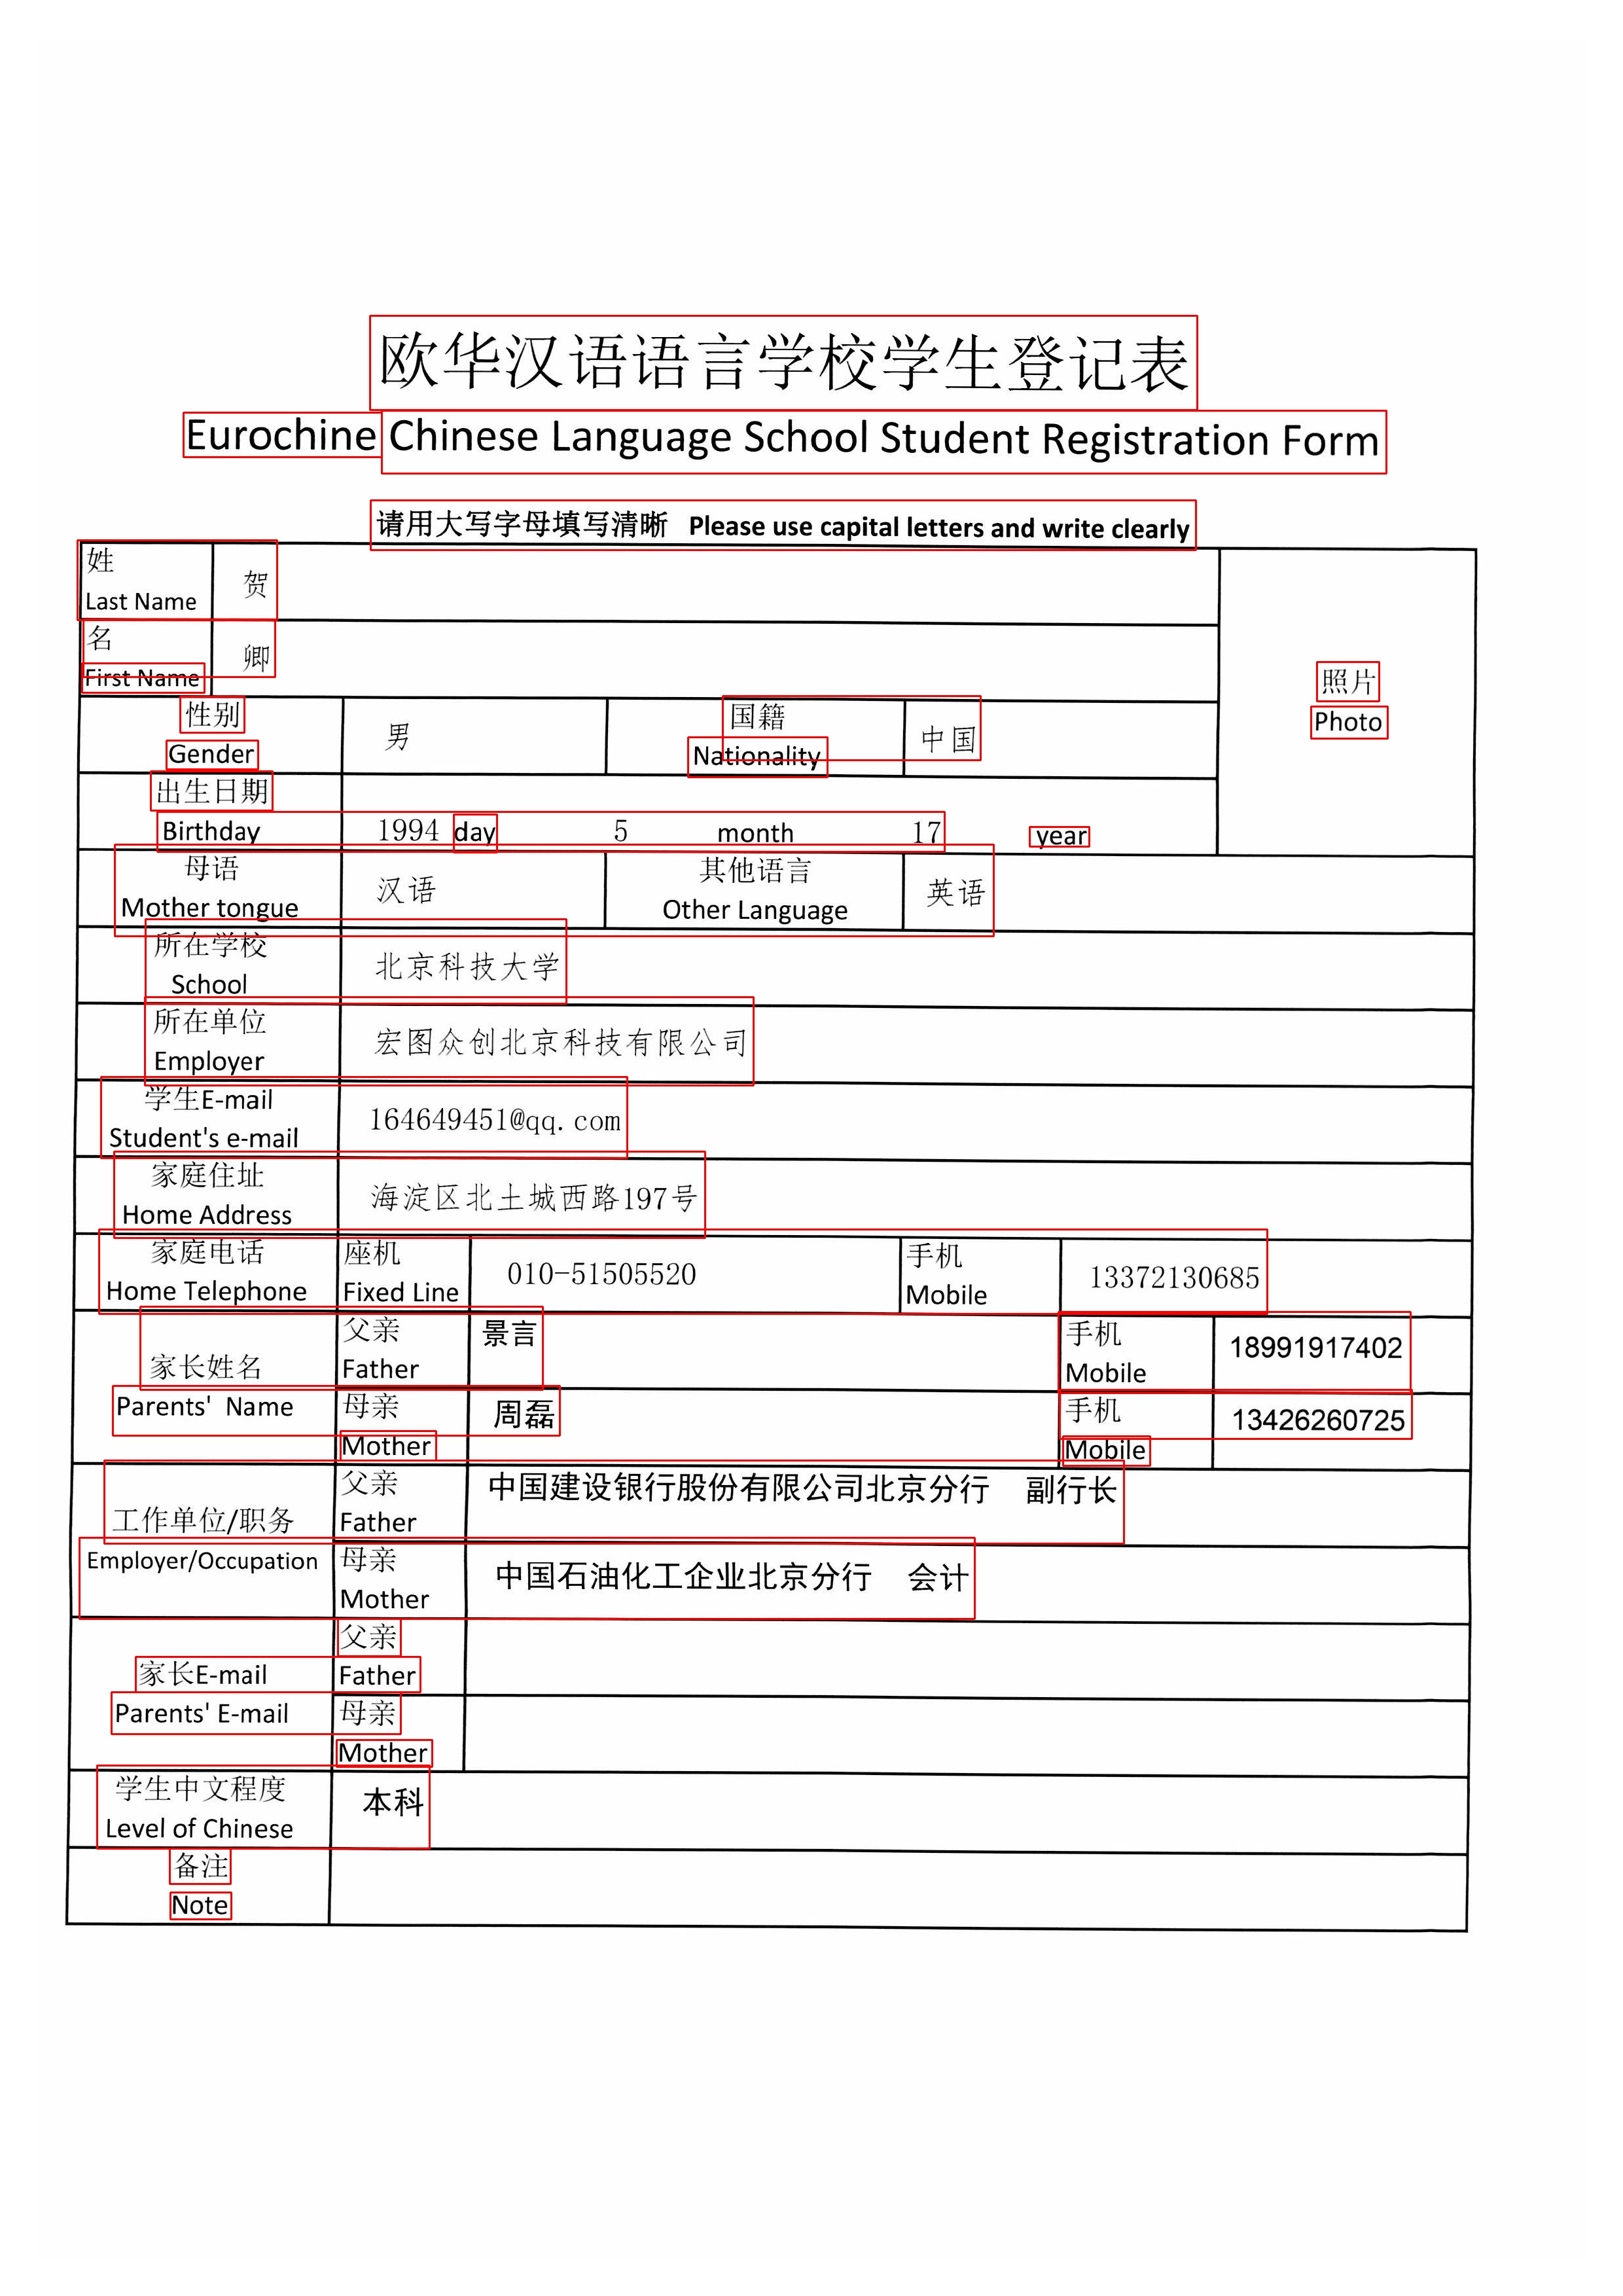 欧华汉语语言学校学生登记表
Eurochine Chinese Language School Student Registration Form
请用大写字母填写清晰 Please use capital letters and write clearly
姓
Last Name
贺
名
First Name
卿
照片
Photo
性别
Gender
男
国籍
Nationality
中国
出生日期
Birthday 1994 day 5 month 17 year
母语
Mother tongue
汉语
其他语言
Other Language
英语
所在学校
School
北京科技大学
所在单位
Employer
宏图众创北京科技有限公司
学生E-mail
Student's e-mail
164649451@qq.com
家庭住址
Home Address
海淀区北土城西路197号
家庭电话
Home Telephone
座机
Fixed Line
010-51505520
手机
Mobile
13372130685
家长姓名
Parents' Name
父亲
Father
景言
手机
Mobile
18991917402
母亲
Mother
周磊
手机
Mobile
13426260725
工作单位/职务
Employer/Occupation
父亲
Father
中国建设银行股份有限公司北京分行 副行长
母亲
Mother
中国石油化工企业北京分行 会计
家长E-mail
Parents' E-mail
父亲
Father
母亲
Mother
学生中文程度
Level of Chinese
本科
备注
Note